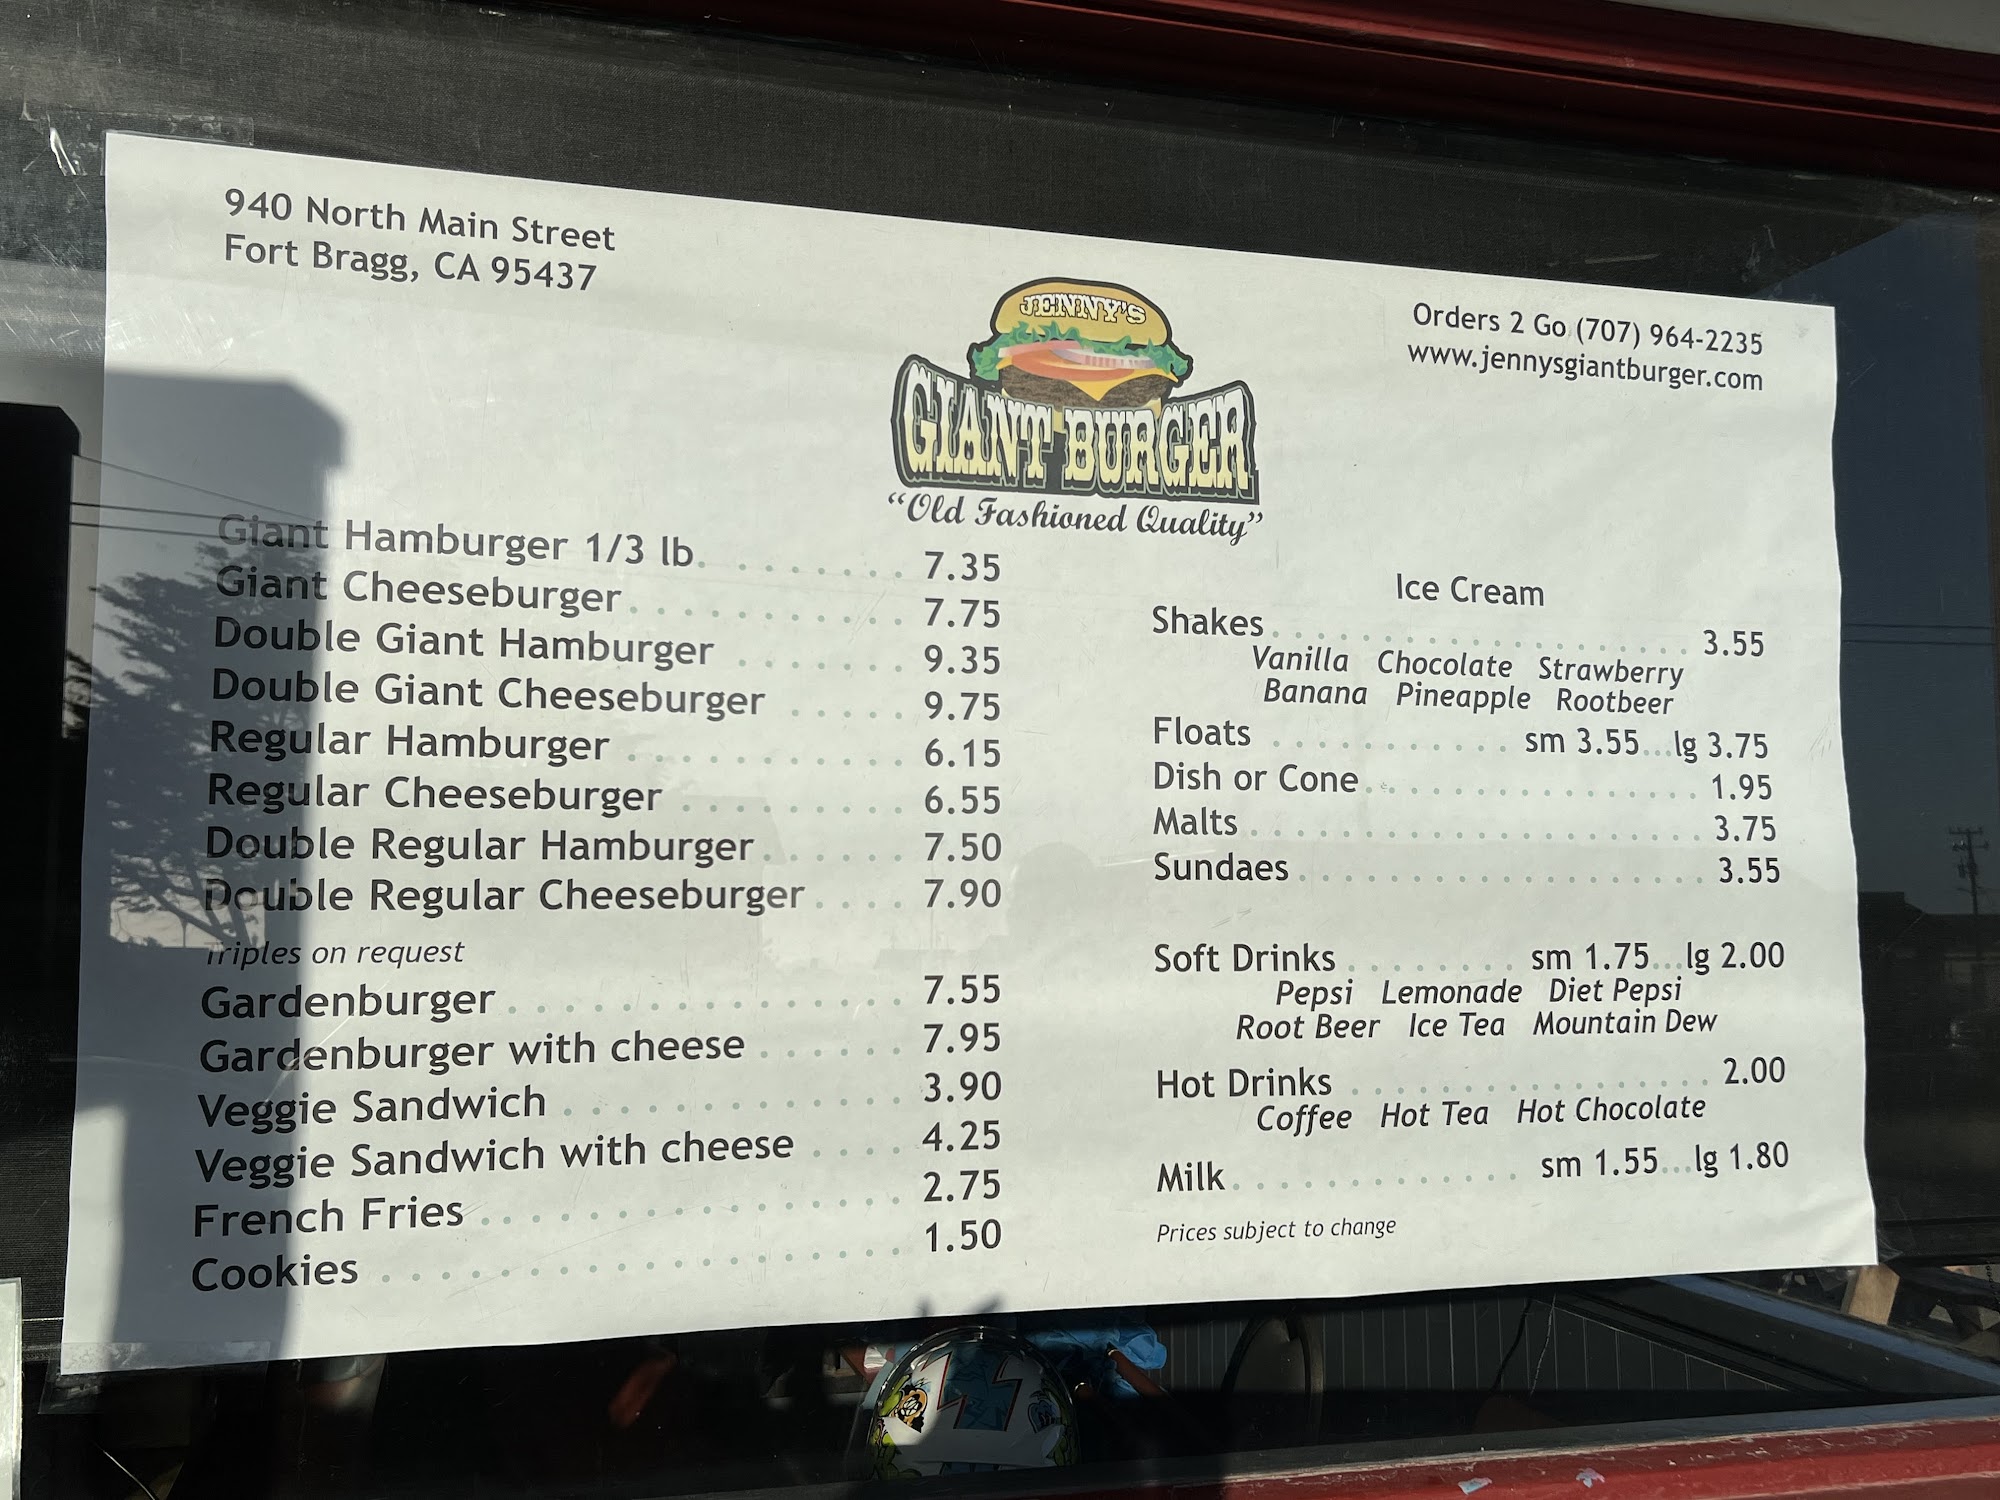 940 North Main Street
Fort Bragg, CA 95437
JENNY'S
GIANT BURGER
"Old Fashioned Quality"
Orders 2 Go (707) 964-2235
www.jennysgiantburger.com
Giant Hamburger 1/3 lb. . . . . . . . . 7.35
Giant Cheeseburger . . . . . . . . . . . 7.75
Double Giant Hamburger . . . . . . . 9.35
Double Giant Cheeseburger . . . . . 9.75
Regular Hamburger . . . . . . . . . . . 6.15
Regular Cheeseburger . . . . . . . . . 6.55
Double Regular Hamburger . . . . . . 7.50
Double Regular Cheeseburger . . . . 7.90
Triples on request
Gardenburger . . . . . . . . . . . . . . . 7.55
Gardenburger with cheese . . . . . . 7.95
Veggie Sandwich . . . . . . . . . . . . . 3.90
Veggie Sandwich with cheese . . . . 4.25
French Fries . . . . . . . . . . . . . . . . 2.75
Cookies . . . . . . . . . . . . . . . . . . . 1.50
Ice Cream
Shakes . . . . . . . . . . . . . . . . . . . 3.55
Vanilla Chocolate Strawberry
Banana Pineapple Rootbeer
Floats . . . . . . . . . . . sm 3.55...lg 3.75
Dish or Cone . . . . . . . . . . . . . . . 1.95
Malts . . . . . . . . . . . . . . . . . . . . 3.75
Sundaes . . . . . . . . . . . . . . . . . . 3.55
Soft Drinks . . . . . . . . sm 1.75...lg 2.00
Pepsi Lemonade Diet Pepsi
Root Beer Ice Tea Mountain Dew
Hot Drinks . . . . . . . . . . . . . . . . 2.00
Coffee Hot Tea Hot Chocolate
Milk . . . . . . . . . . . . . sm 1.55...lg 1.80
Prices subject to change